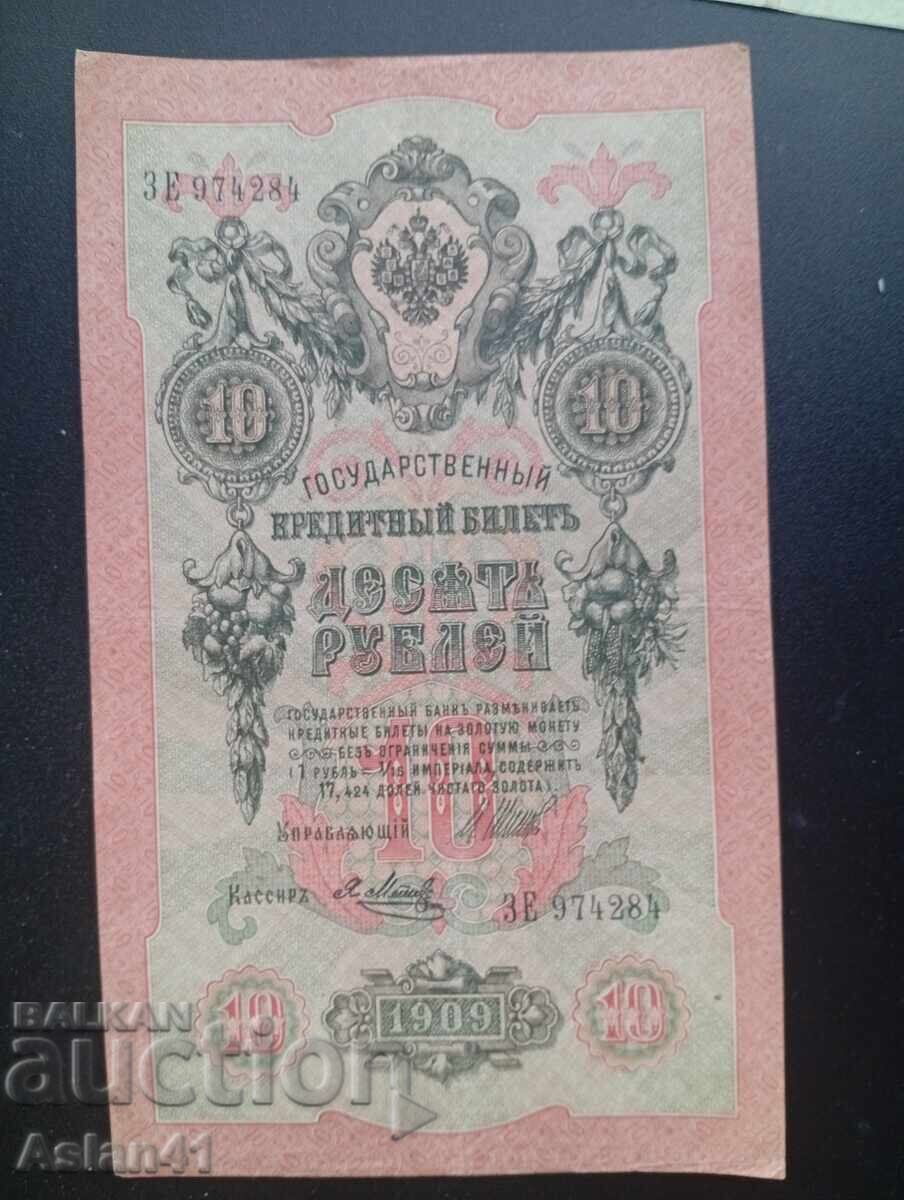 ЗЕ 974284
10 10
ГОСУДАРСТВЕННЫЙ
КРЕДИТНЫЙ БИЛЕТЪ
ДЕСЯТЬ
РУБЛЕЙ
ГОСУДАРСТВЕННЫЙ БАНКЪ РАЗМѢНИВАЕТЪ
КРЕДИТНЫЕ БИЛЕТЫ НА ЗОЛОТУЮ МОНЕТУ
БЕЗЪ ОГРАНИЧЕНІЯ СУММЫ
(1 РУБЛЬ = 1/15 ИМПЕРІАЛА, СОДЕРЖИТЪ
17,424 ДОЛЕЙ ЧИСТАГО ЗОЛОТА).
10
УПРАВЛЯЮЩІЙ
КАССИРЪ
ЗЕ 974284
10 1909 10
BALKAN
auction
Aslan41